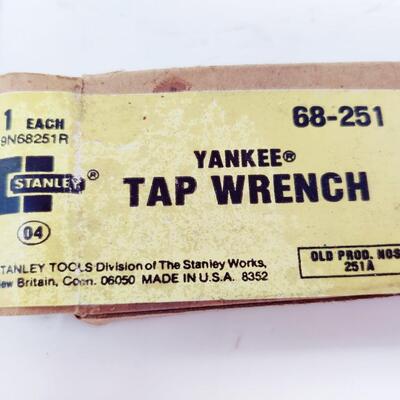 1 EACH
9N68251R
68-251
STANLEY®
YANKEE®
TAP WRENCH
04
STANLEY TOOLS Division of The Stanley Works,
New Britain, Conn. 06050 MADE IN U.S.A. 8352
OLD PROD. NOS
251A